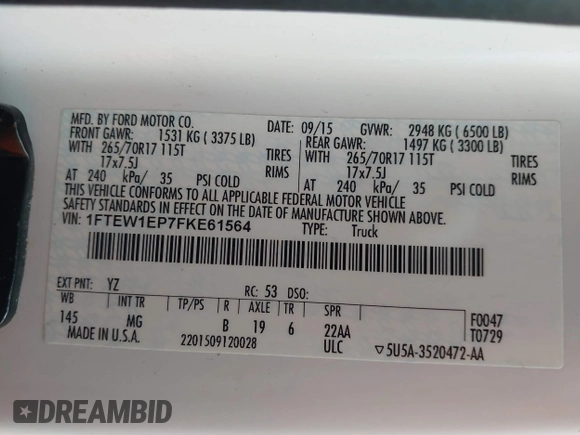 MFD. BY FORD MOTOR CO.
DATE: 09/15 GVWR: 2948 KG ( 6500 LB)
FRONT GAWR: 1531 KG ( 3375 LB) REAR GAWR: 1497 KG ( 3300 LB)
WITH 265/70R17 115T TIRES WITH 265/70R17 115T TIRES
17x7.5J RIMS 17x7.5J RIMS
AT 240 kPa/ 35 PSI COLD AT 240 kPa/ 35 PSI COLD
THIS VEHICLE CONFORMS TO ALL APPLICABLE FEDERAL MOTOR VEHICLE
SAFETY STANDARDS IN EFFECT ON THE DATE OF MANUFACTURE SHOWN ABOVE.
VIN: 1FTEW1EP7FKE61564 TYPE: Truck
EXT PNT: YZ RC: 53 DSO:
WB INT TR TP/PS R AXLE TR SPR F0047
145 MG B 19 6 22AA T0729
MADE IN U.S.A. 2201509120028 ULC ▽5U5A-3520472-AA
DREAMBID